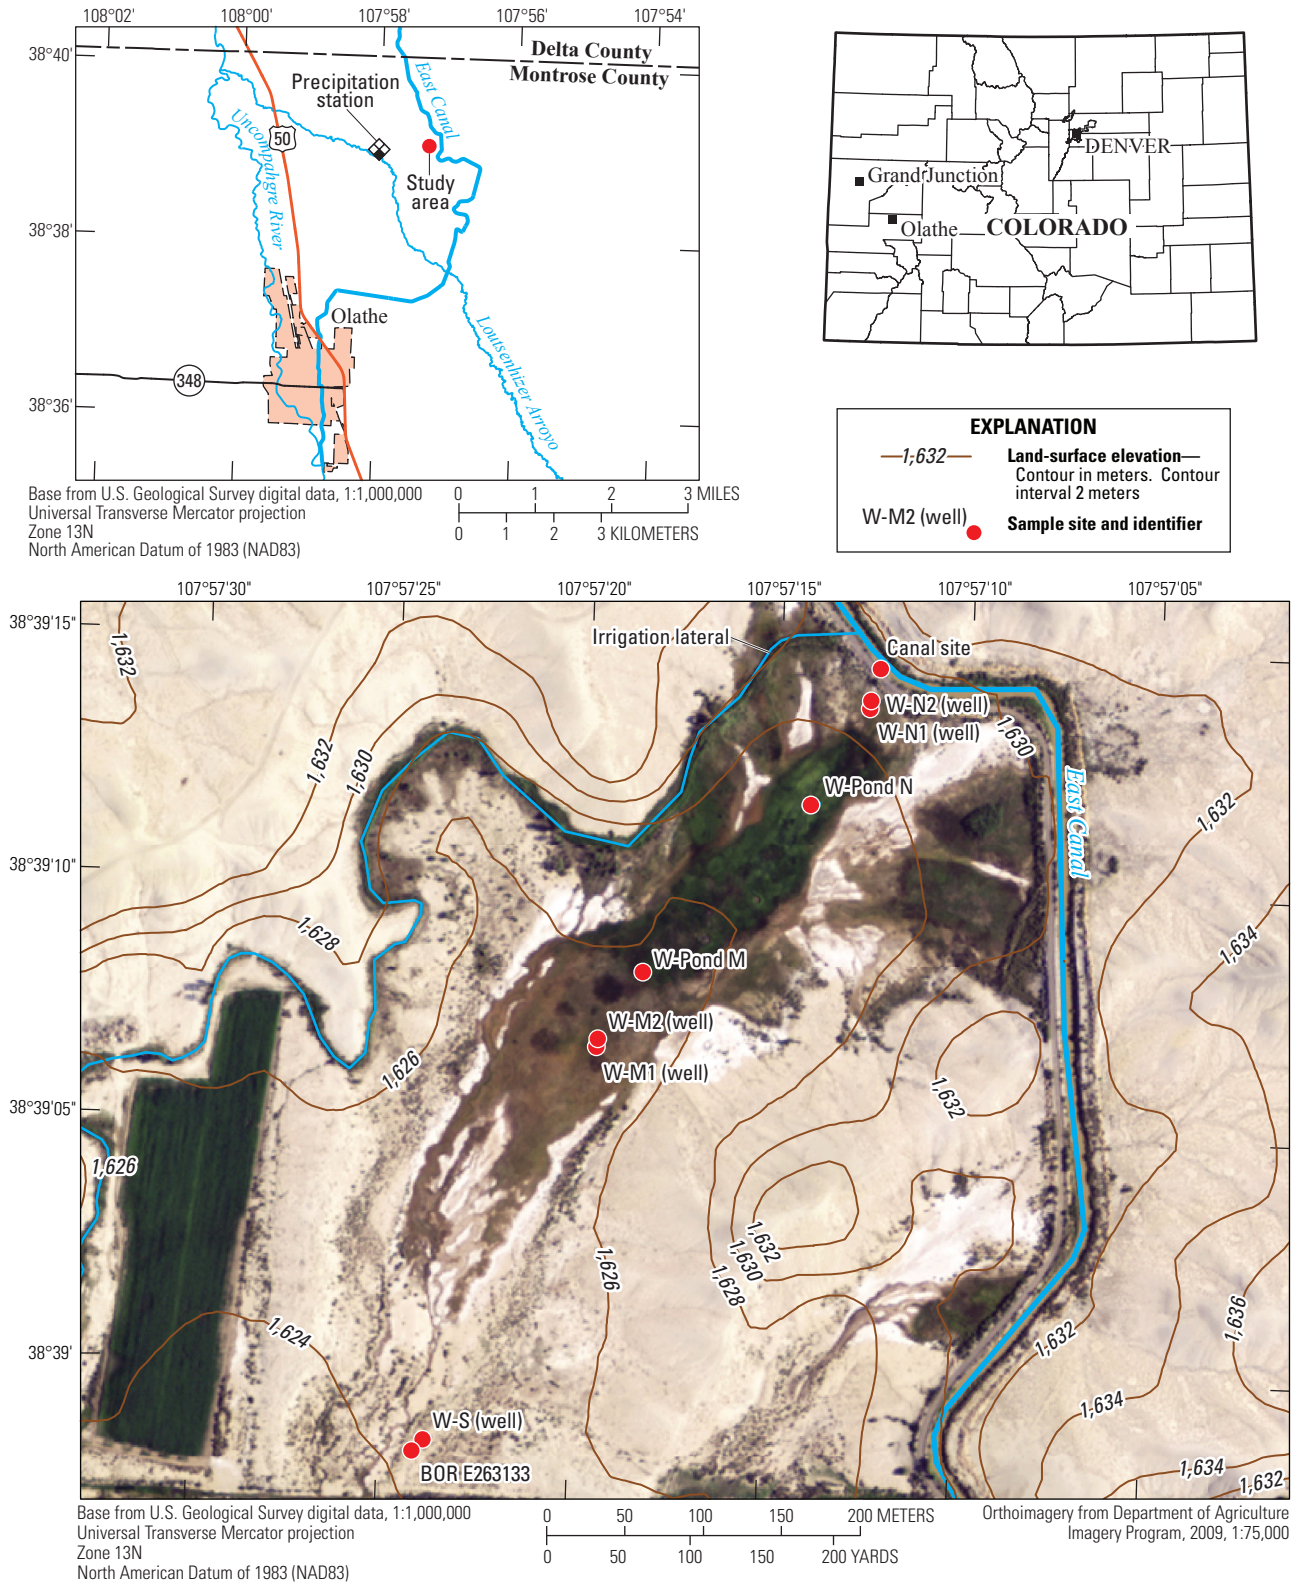 108°02'
108°00'
107°58'
107°56'
107°54'
38°40'
38°38'
38°36'
Delta County
Montrose County
Precipitation
station
East Canal
50
Uncompahgre River
Study
area
Olathe
348
Loutsenhizer Arroyo
Base from U.S. Geological Survey digital data, 1:1,000,000
Universal Transverse Mercator projection
Zone 13N
North American Datum of 1983 (NAD83)
0 1 2 3 MILES
0 1 2 3 KILOMETERS
DENVER
Grand Junction
Olathe
COLORADO
EXPLANATION
1,632
Land-surface elevation—
Contour in meters. Contour
interval 2 meters
W-M2 (well)
Sample site and identifier
107°57'30"
107°57'25"
107°57'20"
107°57'15"
107°57'10"
107°57'05"
38°39'15"
38°39'10"
38°39'05"
38°39'
1,632
Irrigation lateral
Canal site
W-N2 (well)
W-N1 (well)
1,630
1,632
1,630
W-Pond N
East Canal
1,632
1,628
1,634
W-Pond M
W-M2 (well)
W-M1 (well)
1,626
1,632
1,626
1,632
1,630
1,628
1,626
1,624
1,636
1,632
1,634
W-S (well)
BOR E263133
1,634
1,632
Base from U.S. Geological Survey digital data, 1:1,000,000
Universal Transverse Mercator projection
Zone 13N
North American Datum of 1983 (NAD83)
0 50 100 150 200 METERS
0 50 100 150 200 YARDS
Orthoimagery from Department of Agriculture
Imagery Program, 2009, 1:75,000